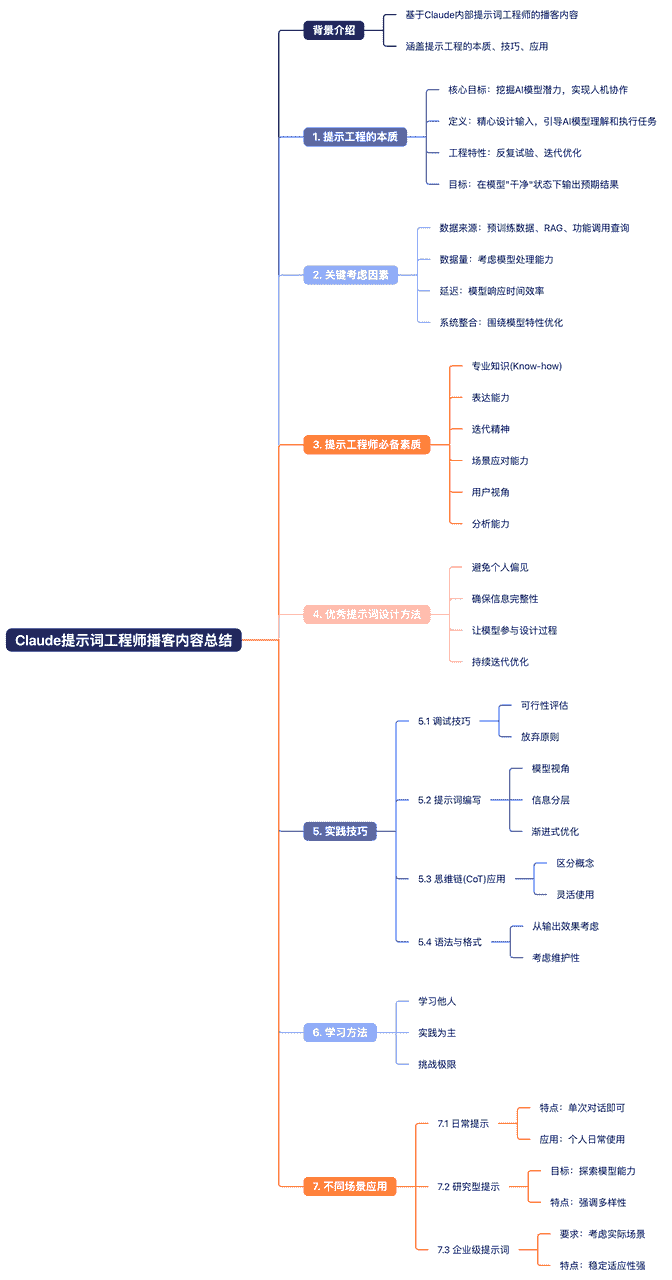 Claude提示词工程师播客内容总结
背景介绍
基于Claude内部提示词工程师的播客内容
涵盖提示工程的本质、技巧、应用
1. 提示工程的本质
核心目标：挖掘AI模型潜力，实现人机协作
定义：精心设计输入，引导AI模型理解和执行任务
工程特性：反复试验、迭代优化
目标：在模型"干净"状态下输出预期结果
2. 关键考虑因素
数据来源：预训练数据、RAG、功能调用查询
数据量：考虑模型处理能力
延迟：模型响应时间效率
系统整合：围绕模型特性优化
3. 提示工程师必备素质
专业知识(Know-how)
表达能力
迭代精神
场景应对能力
用户视角
分析能力
4. 优秀提示词设计方法
避免个人偏见
确保信息完整性
让模型参与设计过程
持续迭代优化
5. 实践技巧
5.1 调试技巧
可行性评估
放弃原则
5.2 提示词编写
模型视角
信息分层
渐进式优化
5.3 思维链(CoT)应用
区分概念
灵活使用
5.4 语法与格式
从输出效果考虑
考虑维护性
6. 学习方法
学习他人
实践为主
挑战极限
7. 不同场景应用
7.1 日常提示
特点：单次对话即可
应用：个人日常使用
7.2 研究型提示
目标：探索模型能力
特点：强调多样性
7.3 企业级提示词
要求：考虑实际场景
特点：稳定适应性强